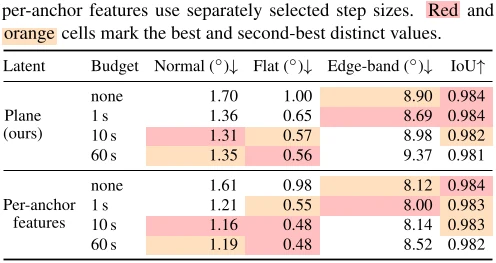 per-anchor features use separately selected step sizes. Red and
orange cells mark the best and second-best distinct values.
Latent Budget Normal (°)↓ Flat (°)↓ Edge-band (°)↓ IoU↑
none 1.70 1.00 8.90 0.984
Plane 1 s 1.36 0.65 8.69 0.984
(ours) 10 s 1.31 0.57 8.98 0.982
60 s 1.35 0.56 9.37 0.981
none 1.61 0.98 8.12 0.984
Per-anchor 1 s 1.21 0.55 8.00 0.983
features 10 s 1.16 0.48 8.14 0.983
60 s 1.19 0.48 8.52 0.982